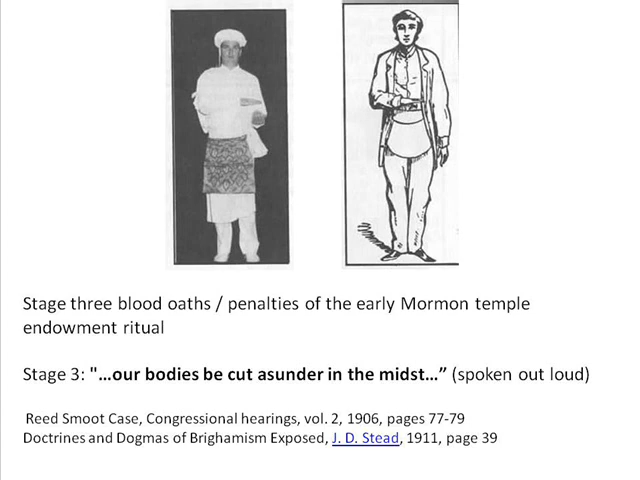 Stage three blood oaths / penalties of the early Mormon temple
endowment ritual
Stage 3: "…our bodies be cut asunder in the midst…” (spoken out loud)
Reed Smoot Case, Congressional hearings, vol. 2, 1906, pages 77-79
Doctrines and Dogmas of Brighamism Exposed, J. D. Stead, 1911, page 39